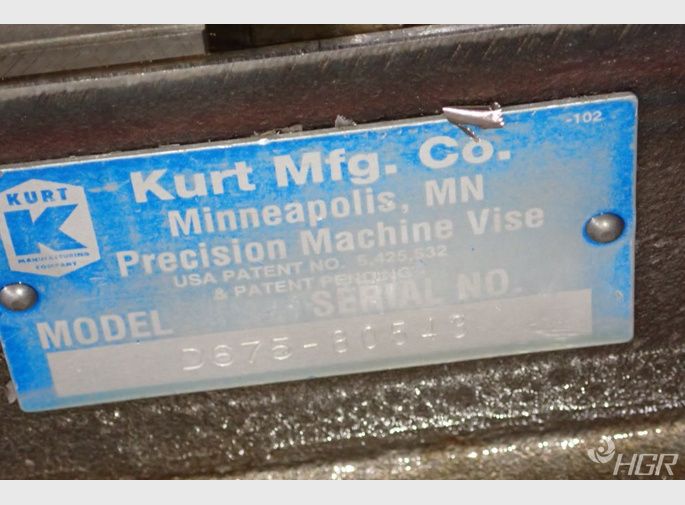 -102
KURT
K
MANUFACTURING
COMPANY
Kurt Mfg. Co.
Minneapolis, MN
Precision Machine Vise
USA PATENT NO. 5,425,532
& PATENT PENDING
MODEL SERIAL NO.
D675-80543
HGR